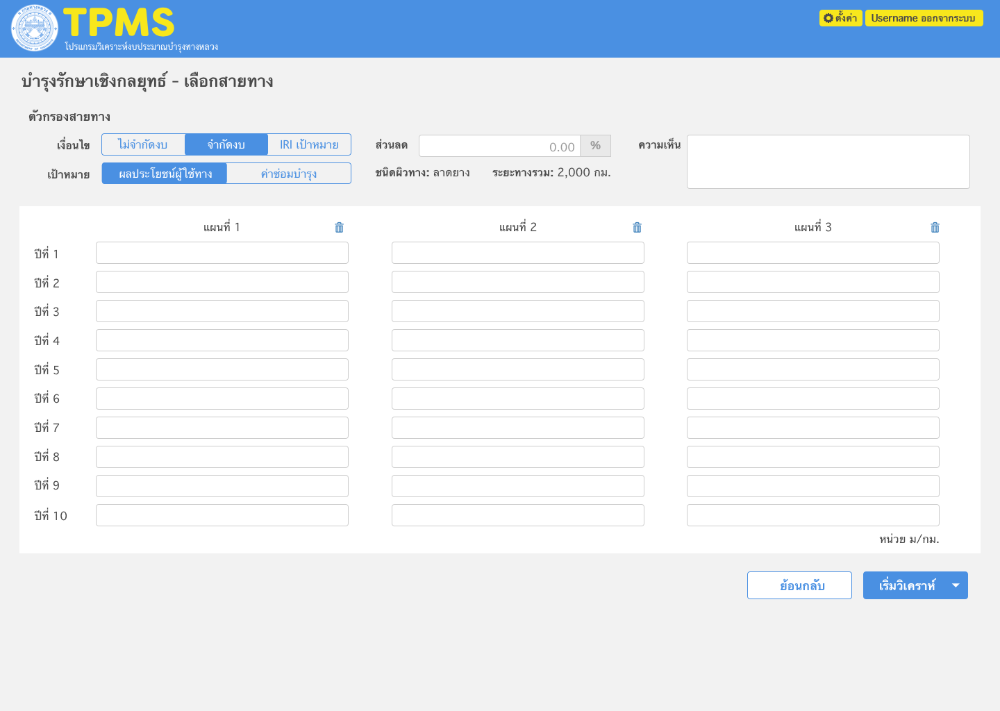 TPMS
โปรแกรมวิเคราะห์งบประมาณบำรุงทางหลวง
ตั้งค่า
Username ออกจากระบบ
บำรุงรักษาเชิงกลยุทธ์ - เลือกสายทาง
ตัวกรองสายทาง
เงื่อนไข ไม่จำกัดงบ จำกัดงบ IRI เป้าหมาย ส่วนลด 0.00 % ความเห็น
เป้าหมาย ผลประโยชน์ผู้ใช้ทาง ค่าซ่อมบำรุง ชนิดผิวทาง: ลาดยาง ระยะทางรวม: 2,000 กม.
แผนที่ 1 แผนที่ 2 แผนที่ 3
ปีที่ 1
ปีที่ 2
ปีที่ 3
ปีที่ 4
ปีที่ 5
ปีที่ 6
ปีที่ 7
ปีที่ 8
ปีที่ 9
ปีที่ 10
หน่วย ม/กม.
ย้อนกลับ เริ่มวิเคราห์